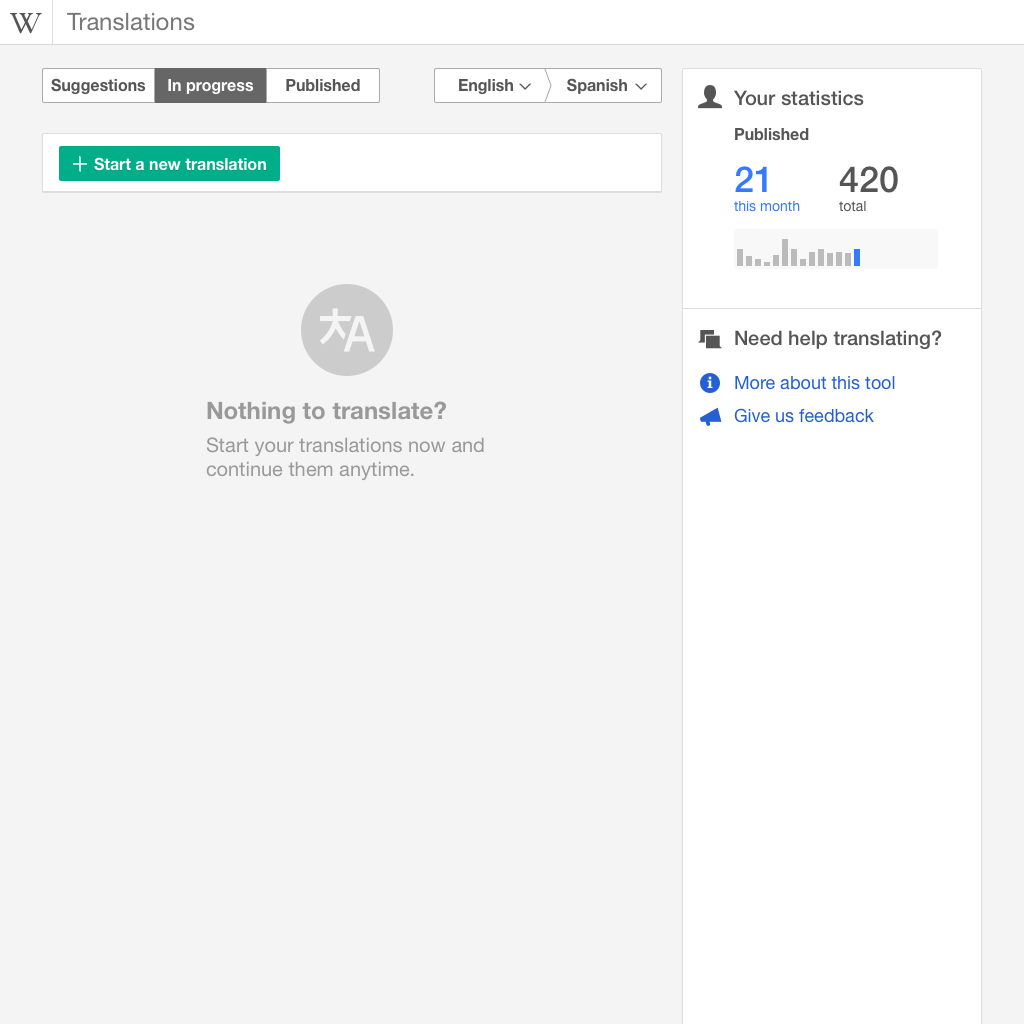 W Translations
Suggestions In progress Published English Spanish
Start a new translation
大A
Nothing to translate?
Start your translations now and
continue them anytime.
Your statistics
Published
21 420
this month total
Need help translating?
More about this tool
Give us feedback